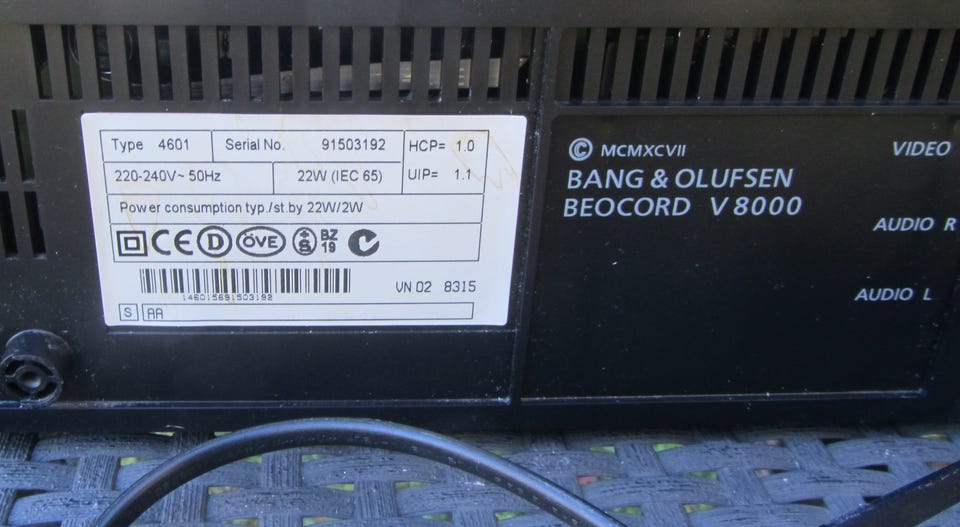 Type 4601 Serial No. 91503192 HCP= 1.0
220-240V~ 50Hz 22W (IEC 65) UIP= 1.1
Power consumption typ./st.by 22W/2W
CE D ÖVE S BZ 19
146015691503192
VN 02 8315
S AA
© MCMXCVII
BANG & OLUFSEN
BEOCORD V 8000
VIDEO
AUDIO R
AUDIO L